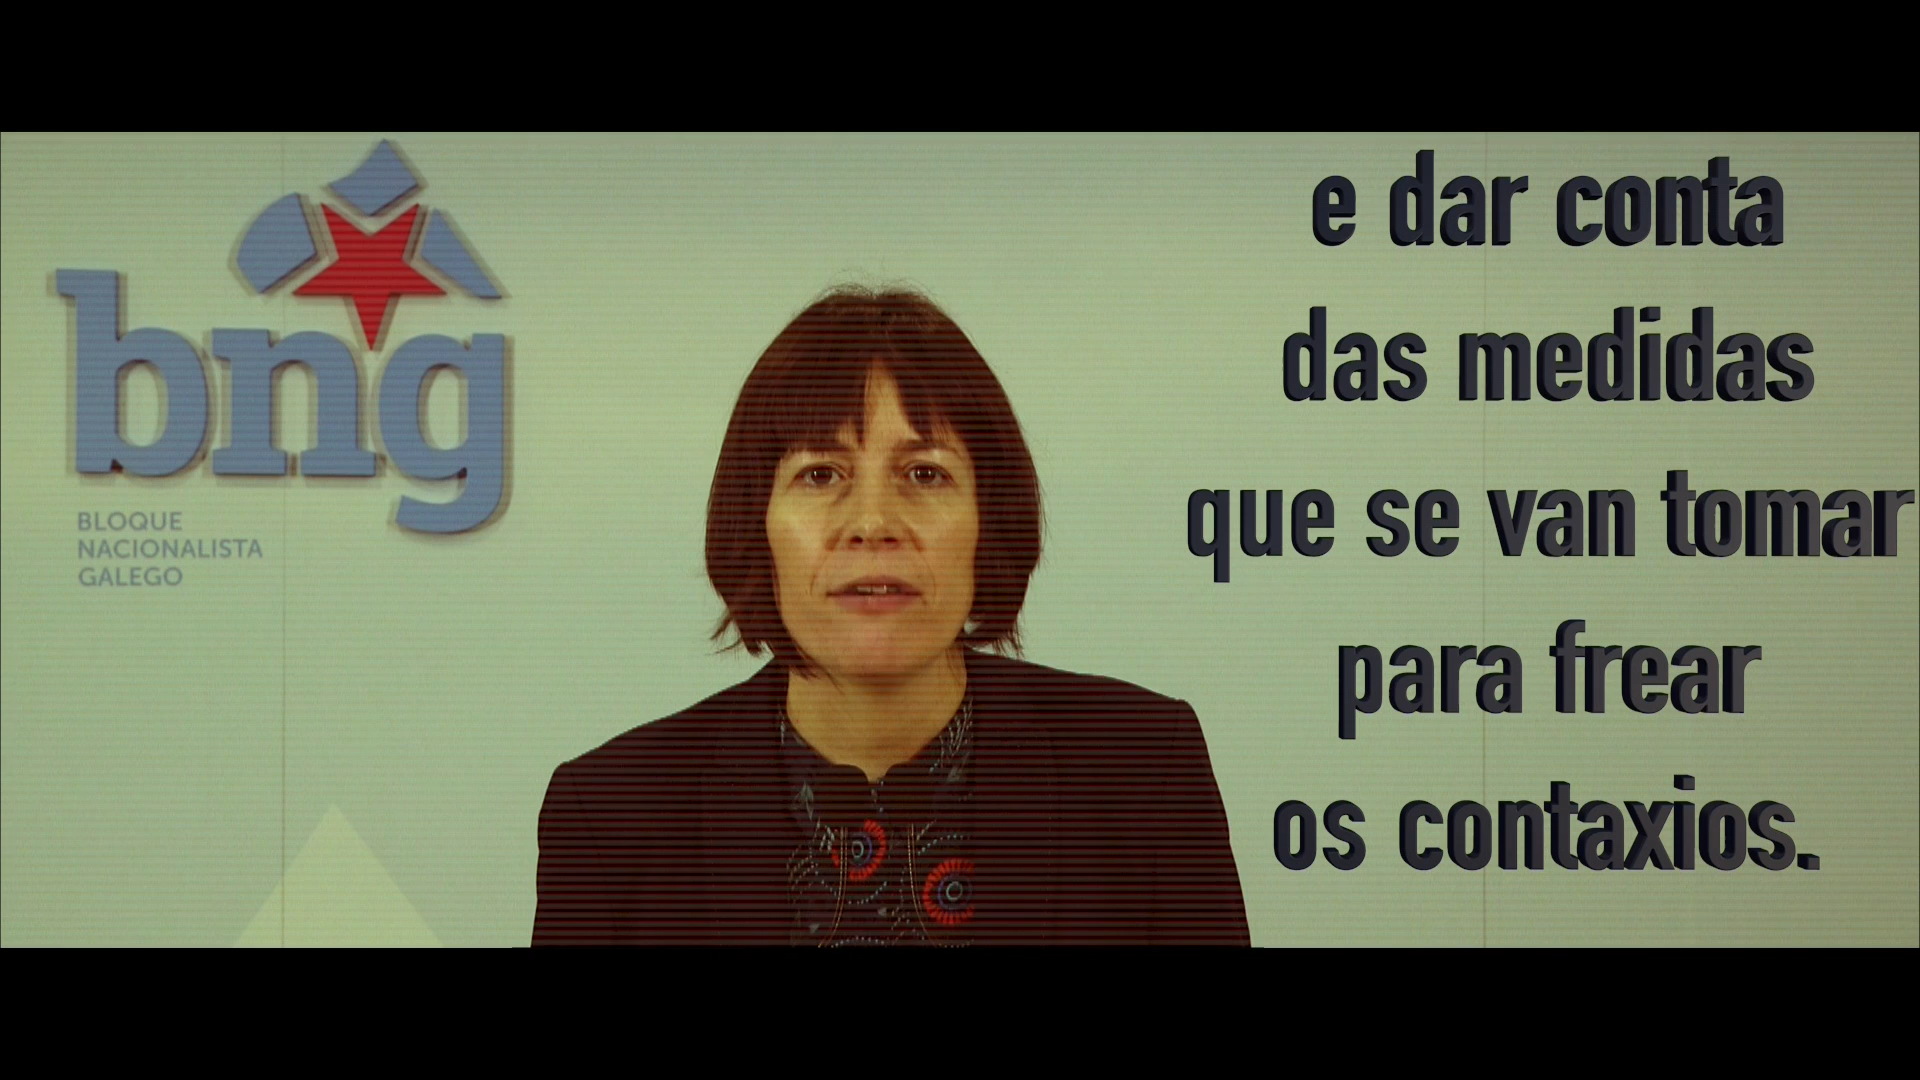 bng
BLOQUE
NACIONALISTA
GALEGO
e dar conta
das medidas
que se van tomar
para frear
os contaxios.